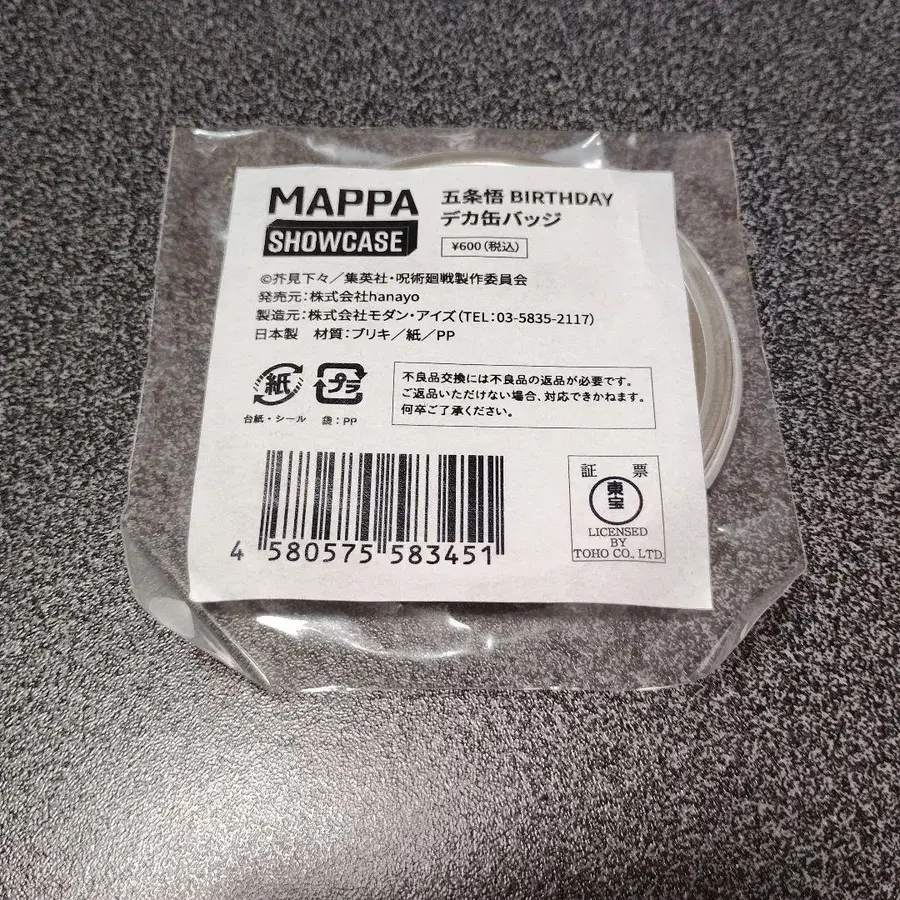 MAPPA
SHOWCASE
五条悟 BIRTHDAY
デカ缶バッジ
¥600(税込)
©芥見下々／集英社・呪術廻戦製作委員会
発売元：株式会社hanayo
製造元：株式会社モダン・アイズ（TEL：03-5835-2117）
日本製　材質：ブリキ／紙／PP
紙
プラ
台紙・シール
袋：PP
不良品交換には不良品の返品が必要です。
ご返品いただけない場合、対応できかねます。
何卒ご了承ください。
4 580575 583451
証 票
東宝
LICENSED
BY
TOHO CO., LTD.